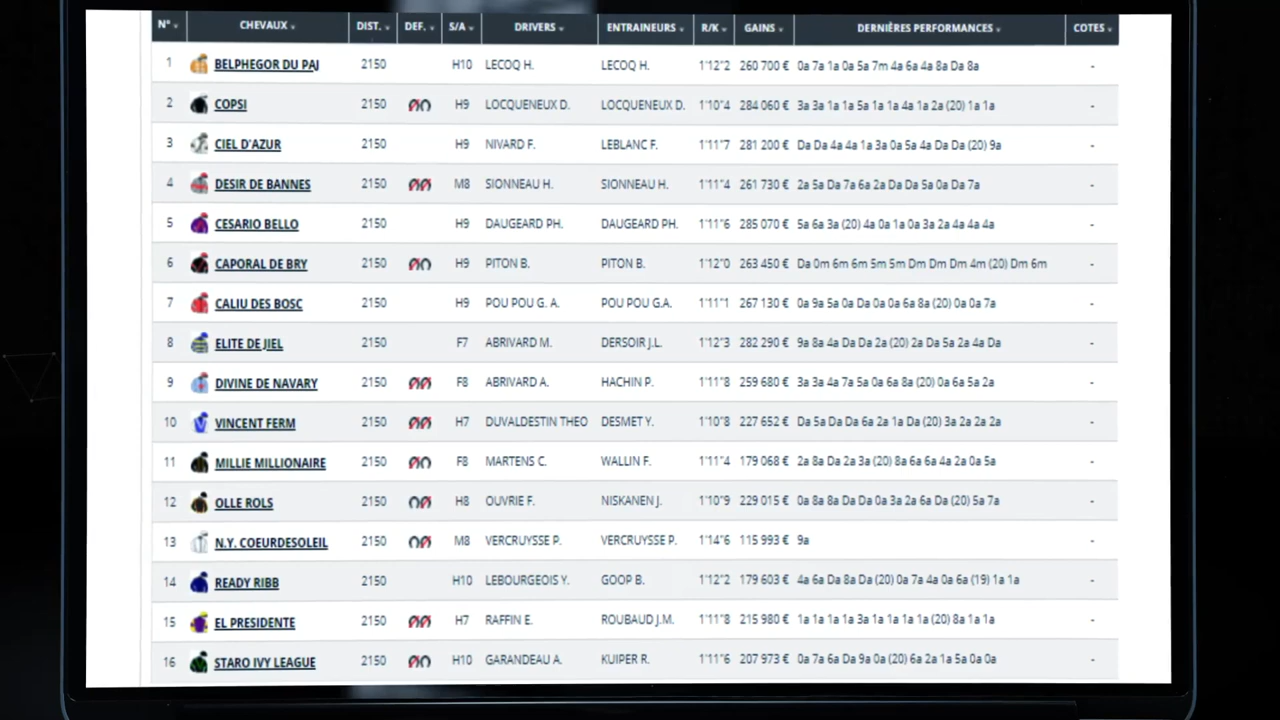 N° CHEVAUX DIST. DEF. S/A DRIVERS ENTRAINEURS R/K GAINS DERNIÈRES PERFORMANCES COTES
1 BELPHEGOR DU PAJ 2150 H10 LECOQ H. LECOQ H. 1'12"2 260 700 € 0a 7a 1a 0a 5a 7m 4a 6a 4a 8a Da 8a -
2 COPSI 2150 H9 LOCQUENEUX D. LOCQUENEUX D. 1'10"4 284 060 € 3a 3a 1a 1a 5a 1a 1a 4a 1a 2a (20) 1a 1a -
3 CIEL D'AZUR 2150 H9 NIVARD F. LEBLANC F. 1'11"7 281 200 € Da Da 4a 4a 1a 3a 0a 5a 4a Da Da (20) 9a -
4 DESIR DE BANNES 2150 M8 SIONNEAU H. SIONNEAU H. 1'11"4 261 730 € 2a 5a Da 7a 6a 2a Da Da 5a 0a Da 7a -
5 CESARIO BELLO 2150 H9 DAUGEARD PH. DAUGEARD PH. 1'11"6 285 070 € 5a 6a 3a (20) 4a 0a 1a 0a 3a 2a 4a 4a 4a -
6 CAPORAL DE BRY 2150 H9 PITON B. PITON B. 1'12"0 263 450 € Da 0m 6m 6m 5m 5m Dm Dm Dm 4m (20) Dm 6m -
7 CALIU DES BOSC 2150 H9 POU POU G. A. POU POU G.A. 1'11"1 267 130 € 0a 9a 5a 0a Da 0a 0a 6a 8a (20) 0a 0a 7a -
8 ELITE DE JIEL 2150 F7 ABRIVARD M. DERSOIR J.L. 1'12"3 282 290 € 9a 8a 4a Da Da 2a (20) 2a Da 5a 2a 4a Da -
9 DIVINE DE NAVARY 2150 F8 ABRIVARD A. HACHIN P. 1'11"8 259 680 € 3a 3a 4a 7a 5a 0a 6a 8a (20) 0a 6a 5a 2a -
10 VINCENT FERM 2150 H7 DUVALDESTIN THEO DESMET Y. 1'10"8 227 652 € Da 5a Da Da 6a 2a 1a Da (20) 3a 2a 2a 2a -
11 MILLIE MILLIONAIRE 2150 F8 MARTENS C. WALLIN F. 1'11"4 179 068 € 2a 8a Da 2a 3a (20) 8a 6a 6a 4a 2a 0a 5a -
12 OLLE ROLS 2150 H8 OUVRIE F. NISKANEN J. 1'10"9 229 015 € 0a 8a 8a Da Da 0a 3a 2a 6a Da (20) 5a 7a -
13 N.Y. COEURDESOLEIL 2150 M8 VERCRUYSSE P. VERCRUYSSE P. 1'14"6 115 993 € 9a -
14 READY RIBB 2150 H10 LEBOURGEOIS Y. GOOP B. 1'12"2 179 603 € 4a 6a Da 8a Da (20) 0a 7a 4a 0a 6a (19) 1a 1a -
15 EL PRESIDENTE 2150 H7 RAFFIN E. ROUBAUD J.M. 1'11"8 215 980 € 1a 1a 1a 1a 3a 1a 1a 1a 1a (20) 8a 1a 1a -
16 STARO IVY LEAGUE 2150 H10 GARANDEAU A. KUIPER R. 1'11"6 207 973 € 0a 7a 6a Da 9a 0a (20) 6a 2a 1a 5a 0a 0a -